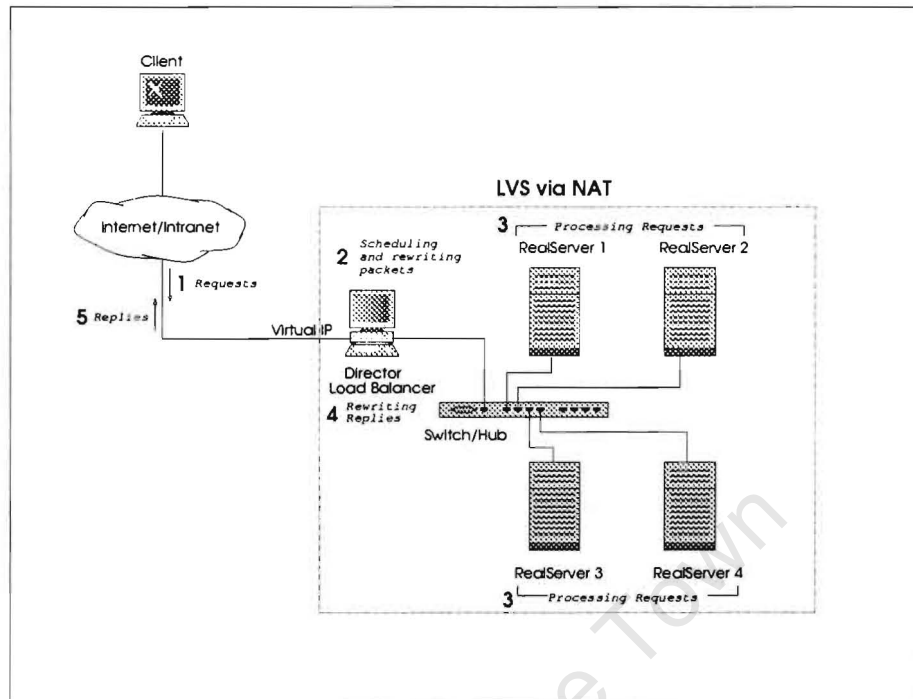 Client
Internet/Intranet
1 Requests
5 Replies
Virtual IP
LVS via NAT
2 Scheduling
and rewriting
packets
Director
Load Balancer
4 Rewriting
Replies
3 Processing Requests
RealServer 1
RealServer 2
Switch/Hub
RealServer 3
RealServer 4
3 Processing Requests
e Town